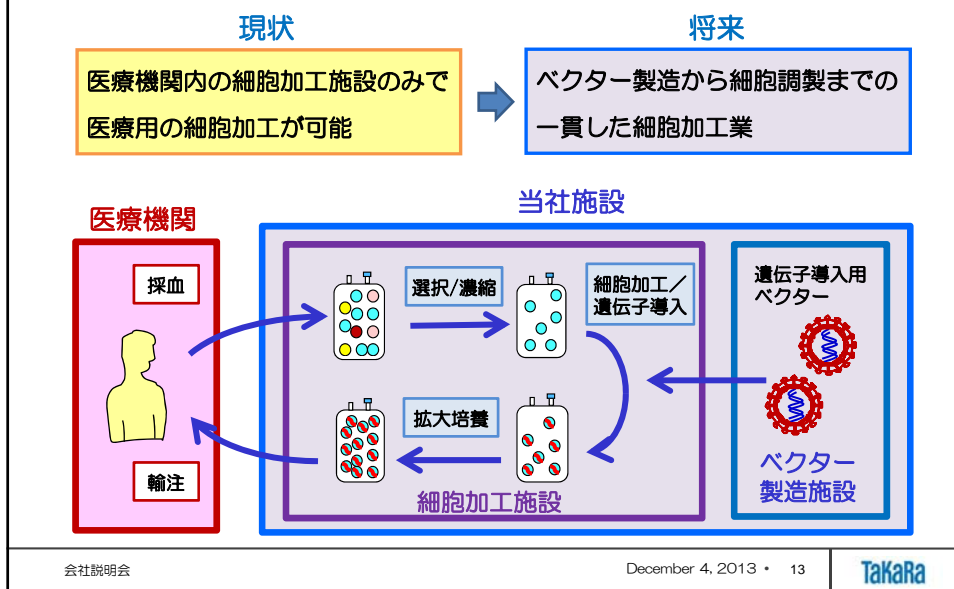 現状
将来
医療機関内の細胞加工施設のみで
医療用の細胞加工が可能
ベクター製造から細胞調製までの
一貫した細胞加工業
医療機関
当社施設
採血
選択/濃縮
細胞加工／
遺伝子導入
遺伝子導入用
ベクター
拡大培養
輸注
細胞加工施設
ベクター
製造施設
会社説明会
December 4, 2013 • 13
TaKaRa